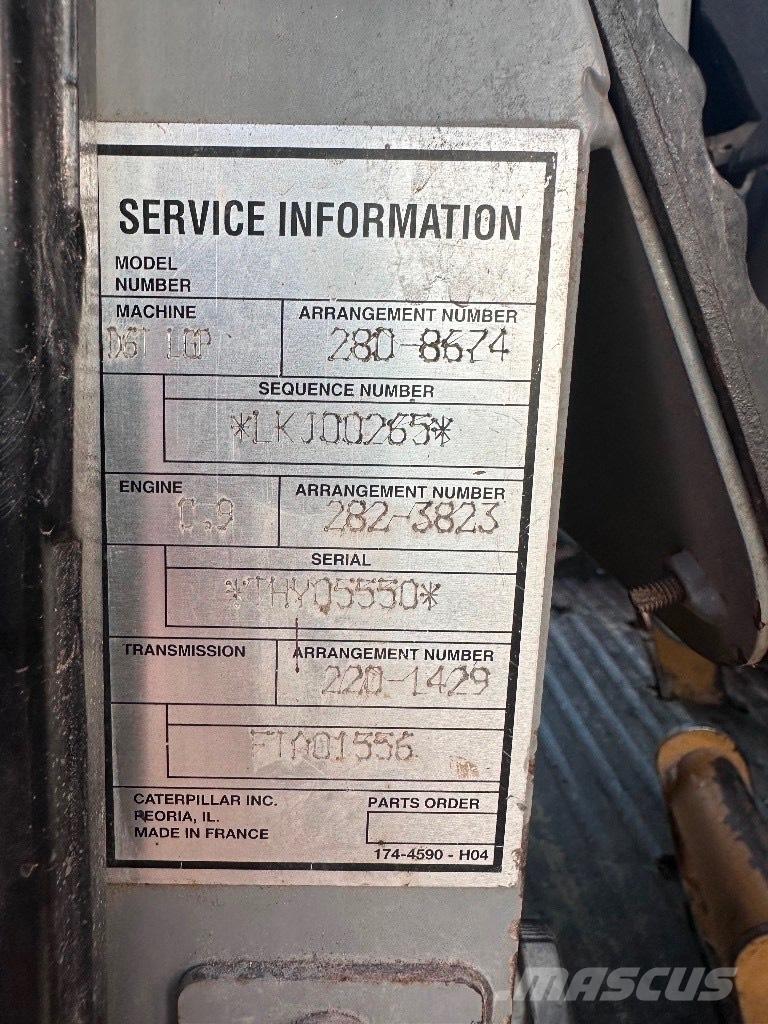 SERVICE INFORMATION
MODEL
NUMBER
MACHINE ARRANGEMENT NUMBER
D6T LGP 280-8674
SEQUENCE NUMBER
*LKJ00265*
ENGINE ARRANGEMENT NUMBER
C.9 282-3823
SERIAL
*THY05550*
TRANSMISSION ARRANGEMENT NUMBER
220-1429
CATERPILLAR INC.
PEORIA, IL.
MADE IN FRANCE
PARTS ORDER
174-4590 - H04
MASCUS